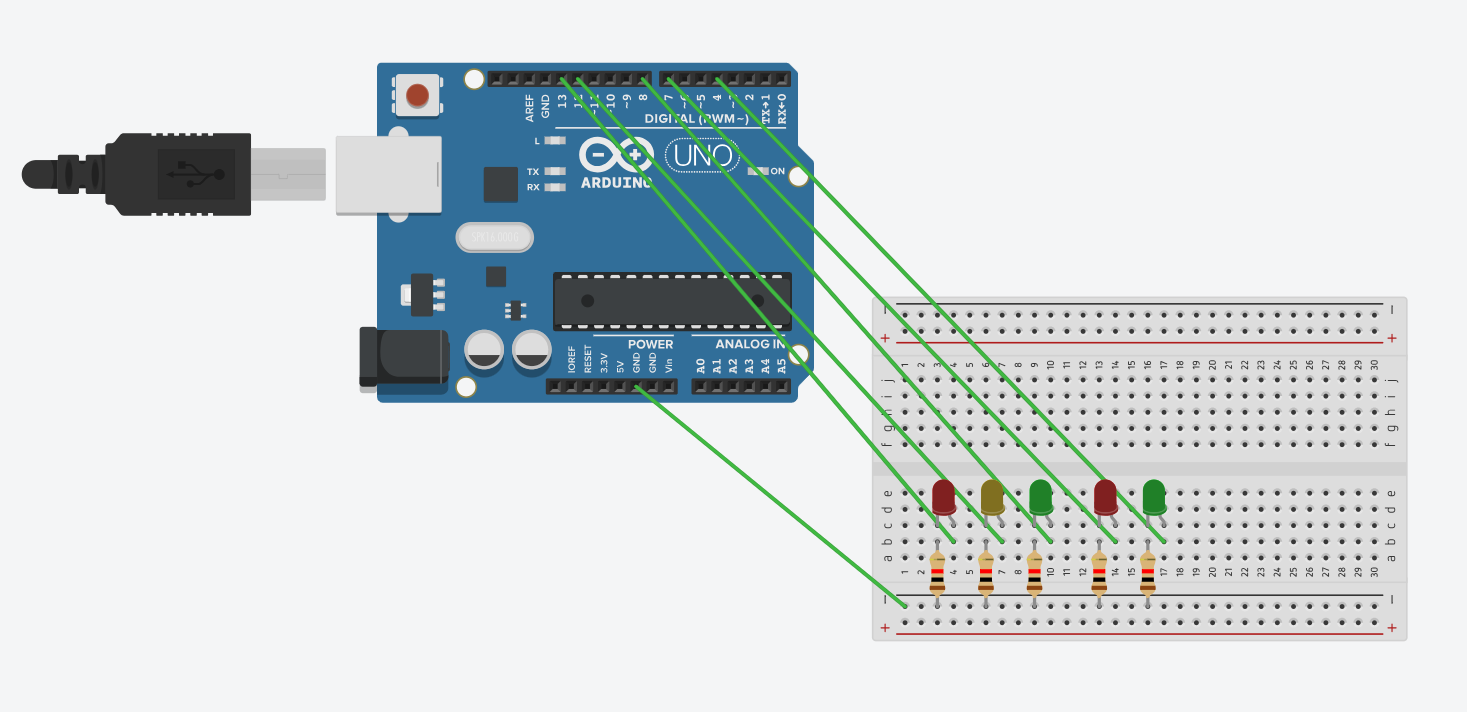 AREF
GND
13
12
~11
~10
~9
8
7
~6
~5
4
~3
2
TX→1
RX←0
DIGITAL (PWM~)
L
TX
RX
ON
UNO
ARDUINO
POWER
ANALOG IN
IOREF
RESET
3.3V
5V
GND
GND
Vin
A0
A1
A2
A3
A4
A5
− −
+ +
1 2 3 4 5 6 7 8 9 10 11 12 13 14 15 16 17 18 19 20 21 22 23 24 25 26 27 28 29 30
j j
i i
h h
g g
f f
e e
d d
c c
b b
a a
1 2 3 4 5 6 7 8 9 10 11 12 13 14 15 16 17 18 19 20 21 22 23 24 25 26 27 28 29 30
− −
+ +